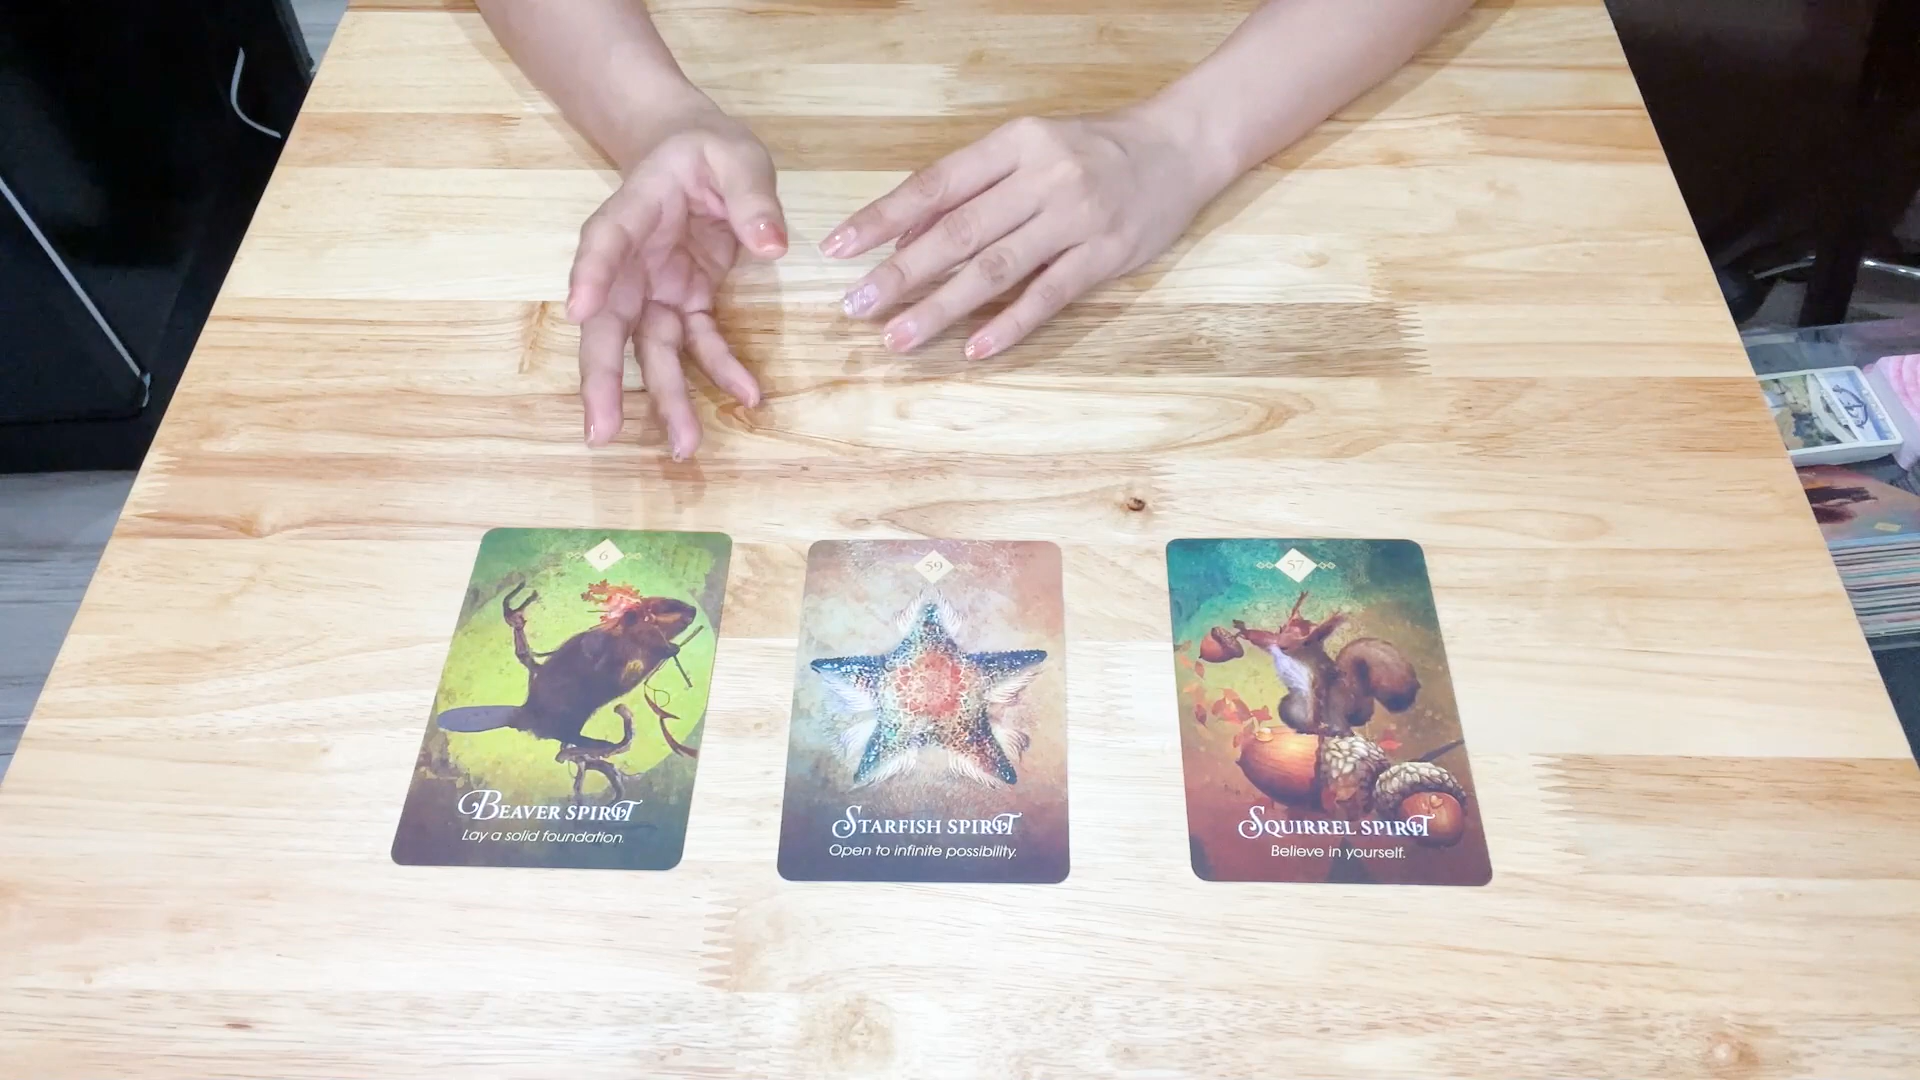 6
BEAVER SPIRIT
Lay a solid foundation.
59
STARFISH SPIRIT
Open to infinite possibility.
57
SQUIRREL SPIRIT
Believe in yourself.